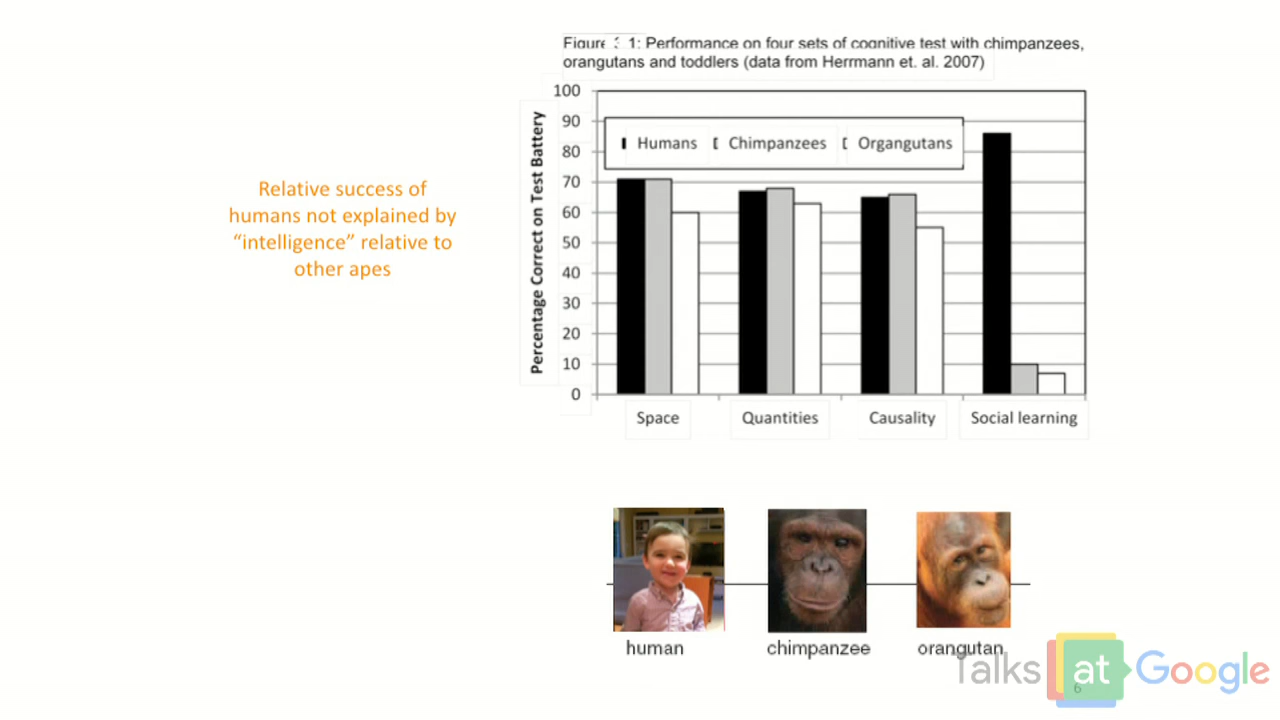 Figure 3.1: Performance on four sets of cognitive test with chimpanzees,
orangutans and toddlers (data from Herrmann et. al. 2007)
Relative success of
humans not explained by
“intelligence” relative to
other apes
Percentage Correct on Test Battery
100
90
80
70
60
50
40
30
20
10
0
Humans Chimpanzees Organgutans
Space Quantities Causality Social learning
human chimpanzee orangutan
Talks at Google
6